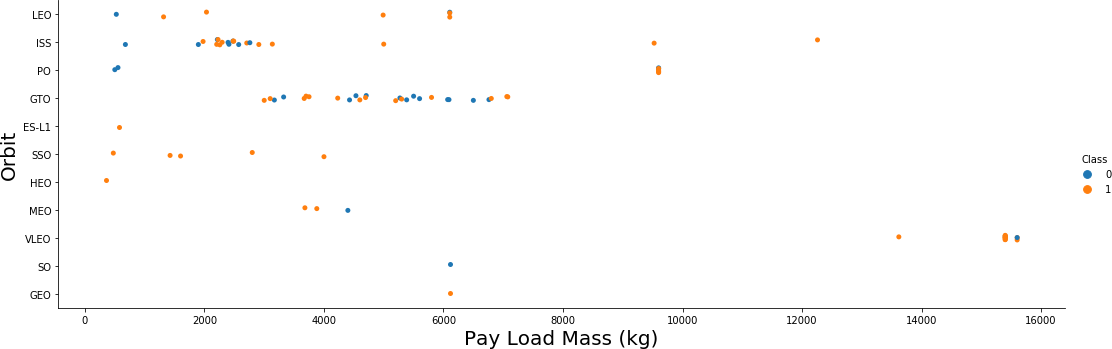 LEO
ISS
PO
GTO
ES-L1
SSO
HEO
MEO
VLEO
SO
GEO
Orbit
0 2000 4000 6000 8000 10000 12000 14000 16000
Pay Load Mass (kg)
Class
0
1